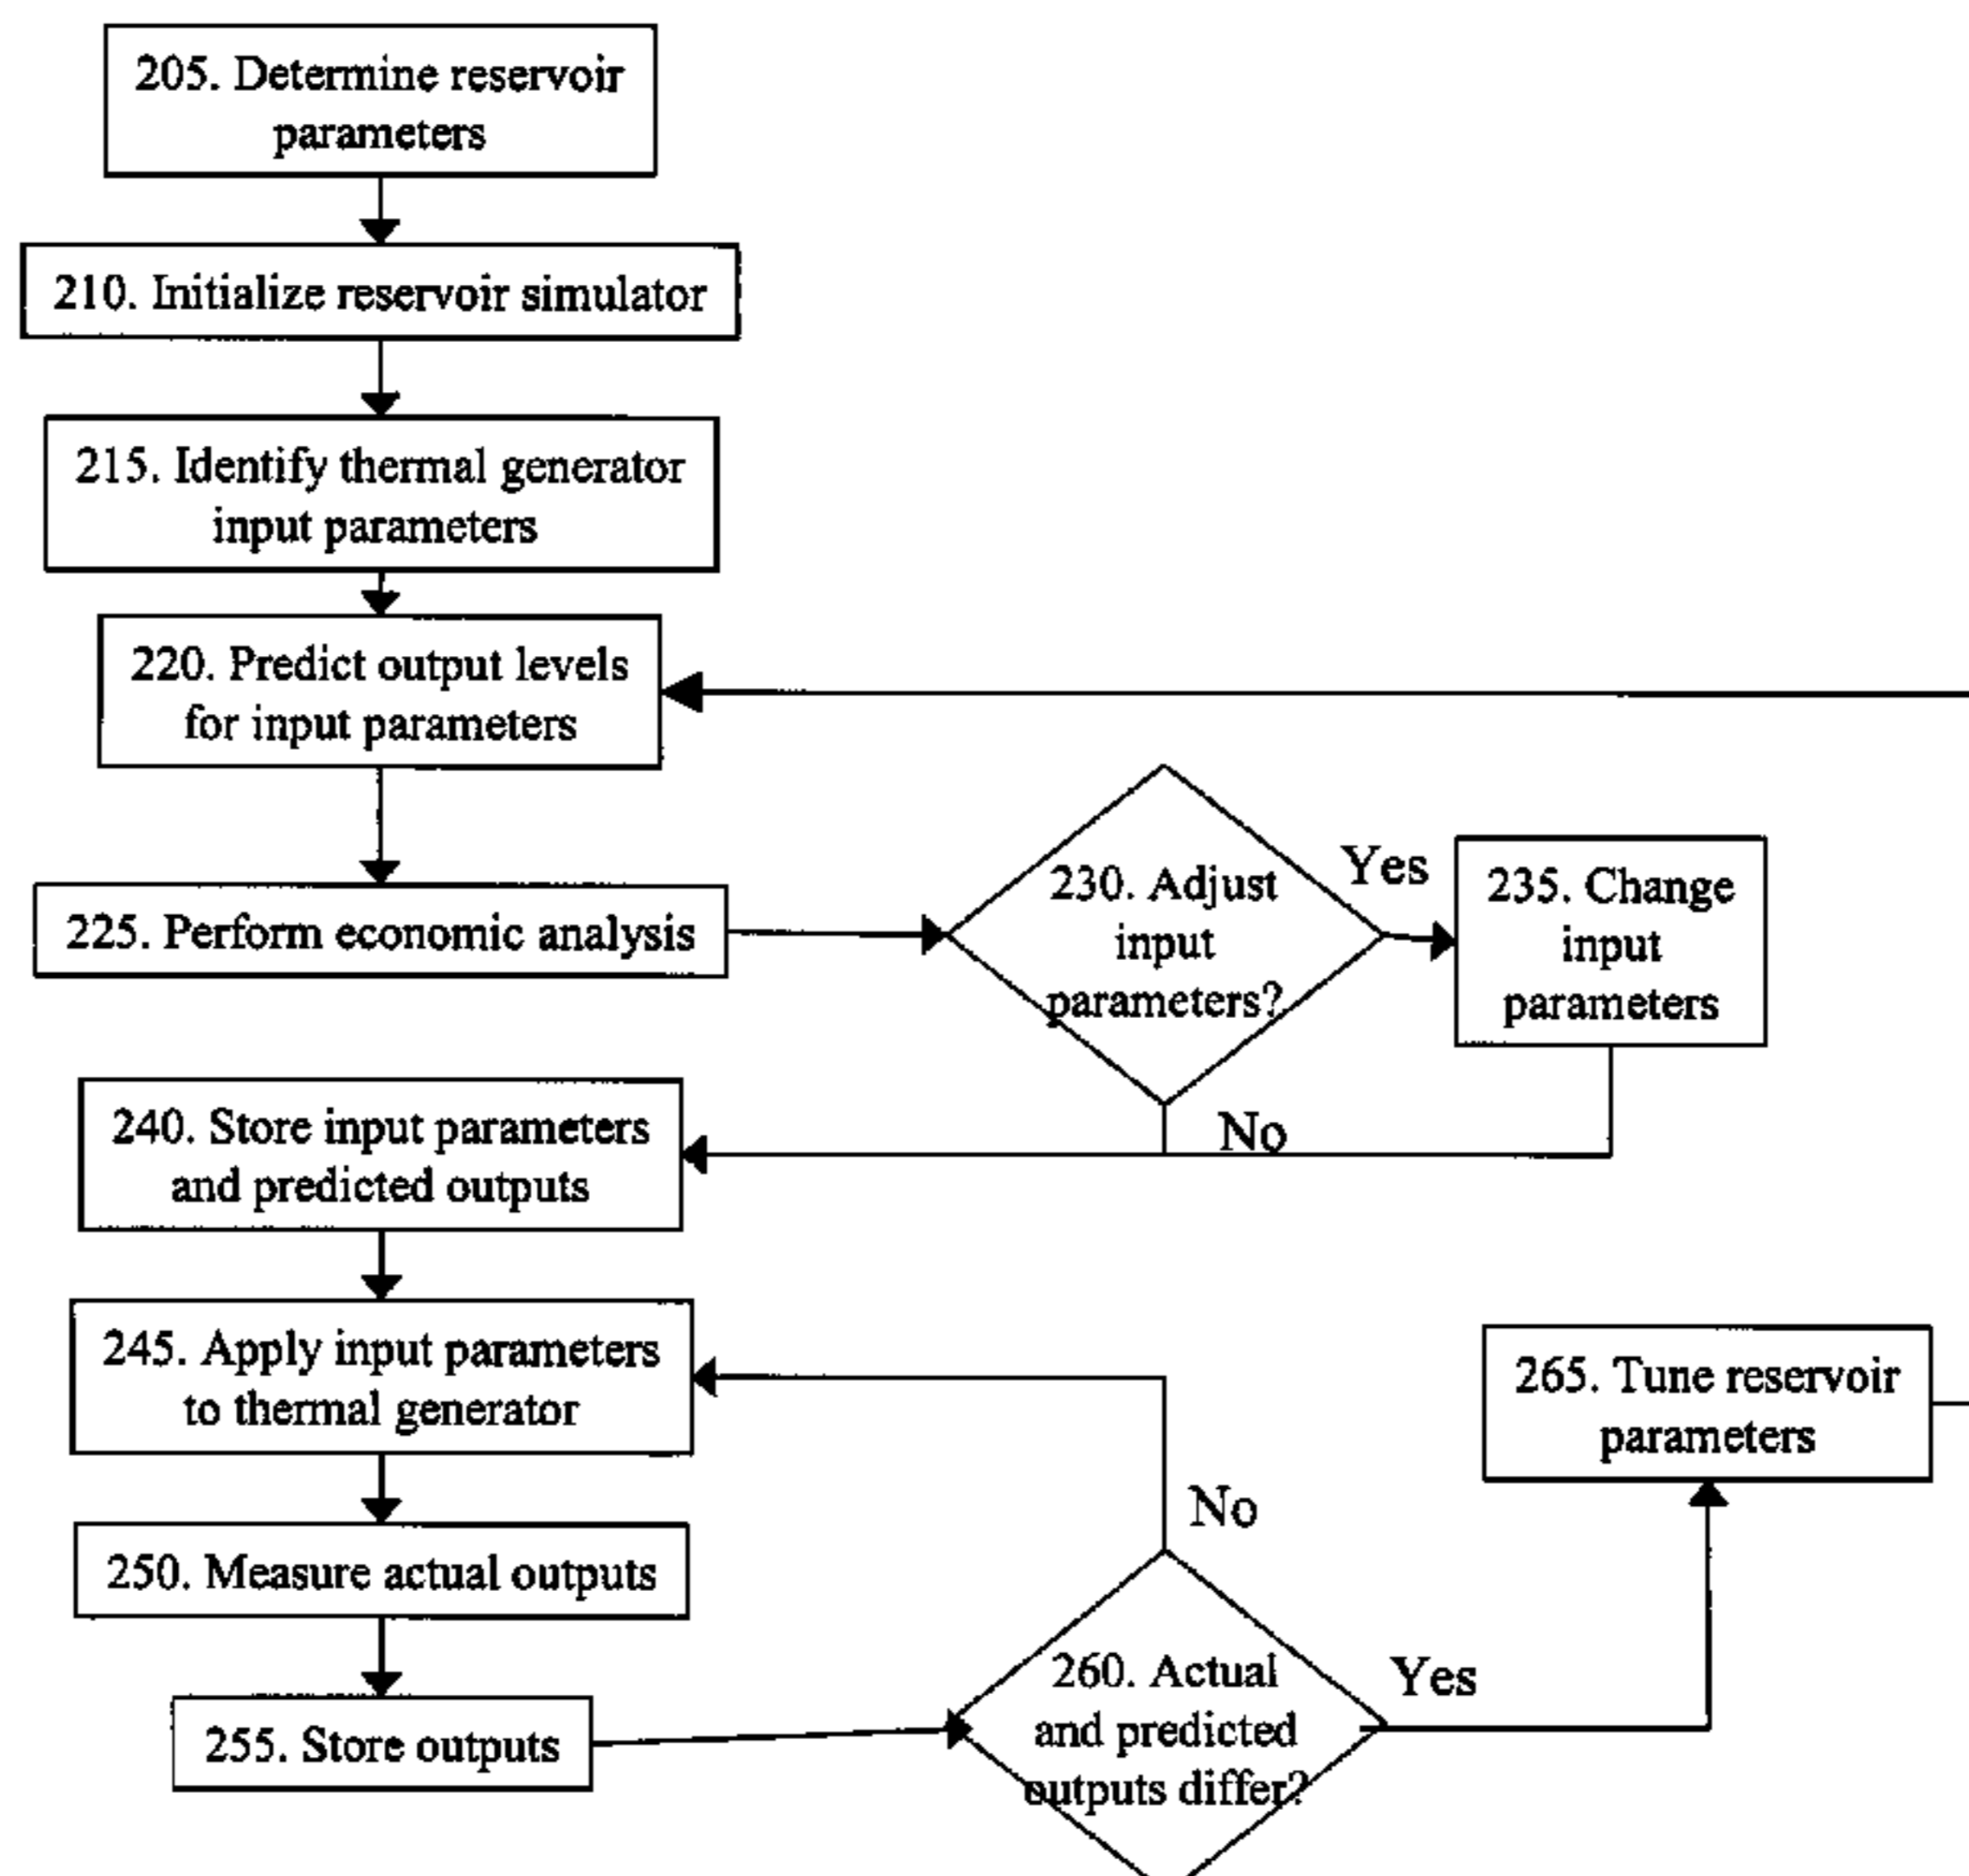 205. Determine reservoir
parameters
210. Initialize reservoir simulator
215. Identify thermal generator
input parameters
220. Predict output levels
for input parameters
225. Perform economic analysis
230. Adjust
input
parameters?
Yes
235. Change
input
parameters
No
240. Store input parameters
and predicted outputs
245. Apply input parameters
to thermal generator
250. Measure actual outputs
255. Store outputs
260. Actual
and predicted
outputs differ?
No
Yes
265. Tune reservoir
parameters